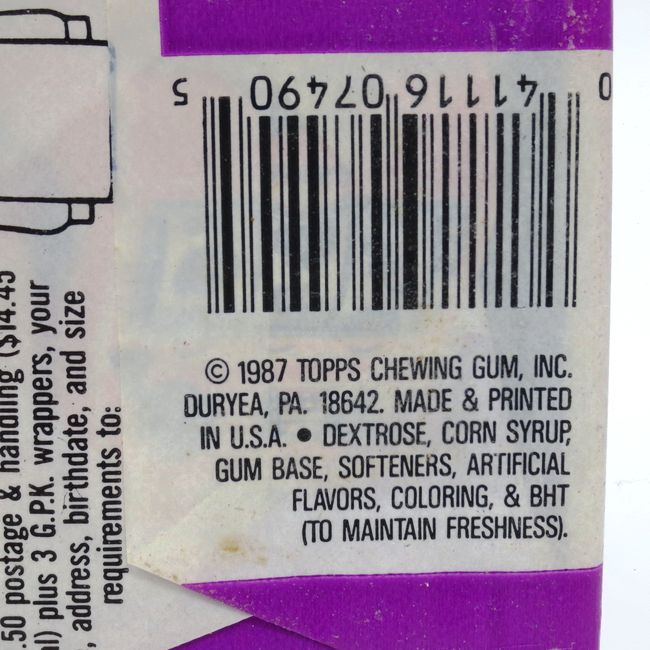 0 41116 07490 5
© 1987 TOPPS CHEWING GUM, INC.
DURYEA, PA. 18642. MADE & PRINTED
IN U.S.A. • DEXTROSE, CORN SYRUP,
GUM BASE, SOFTENERS, ARTIFICIAL
FLAVORS, COLORING, & BHT
(TO MAINTAIN FRESHNESS).
.50 postage & handling ($14.45
al) plus 3 G.P.K. wrappers, your
, address, birthdate, and size
requirements to: